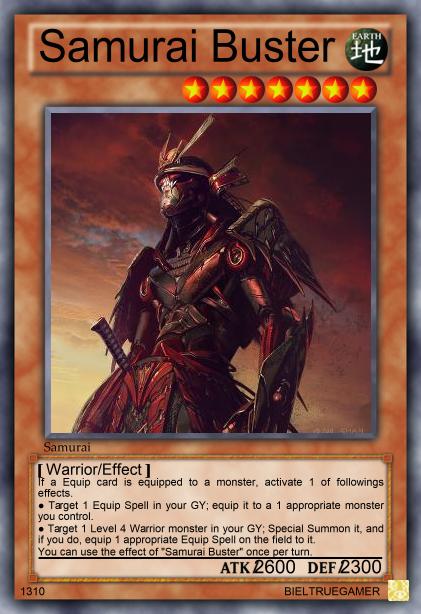 Samurai Buster
EARTH
地
Samurai
[ Warrior/Effect ]
If a Equip card is equipped to a monster, activate 1 of followings
effects.
● Target 1 Equip Spell in your GY; equip it to a 1 appropriate monster
you control.
● Target 1 Level 4 Warrior monster in your GY; Special Summon it, and
if you do, equip 1 appropriate Equip Spell on the field to it.
You can use the effect of "Samurai Buster" once per turn.
ATK 2600 DEF 2300
1310 BIELTRUEGAMER